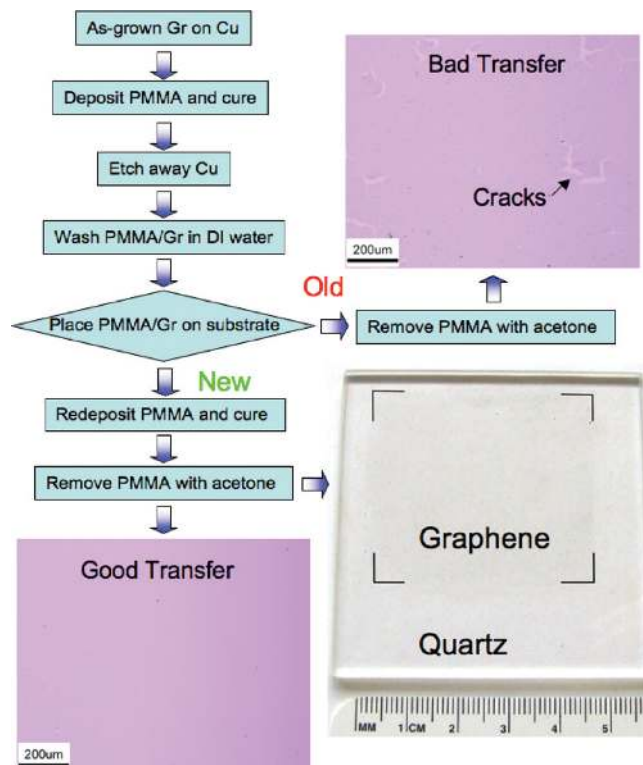 As-grown Gr on Cu
Deposit PMMA and cure
Etch away Cu
Wash PMMA/Gr in DI water
Place PMMA/Gr on substrate
Old
Remove PMMA with acetone
Bad Transfer
Cracks
200um
New
Redeposit PMMA and cure
Remove PMMA with acetone
Good Transfer
200um
Graphene
Quartz
MM 1 CM 2 3 4 5